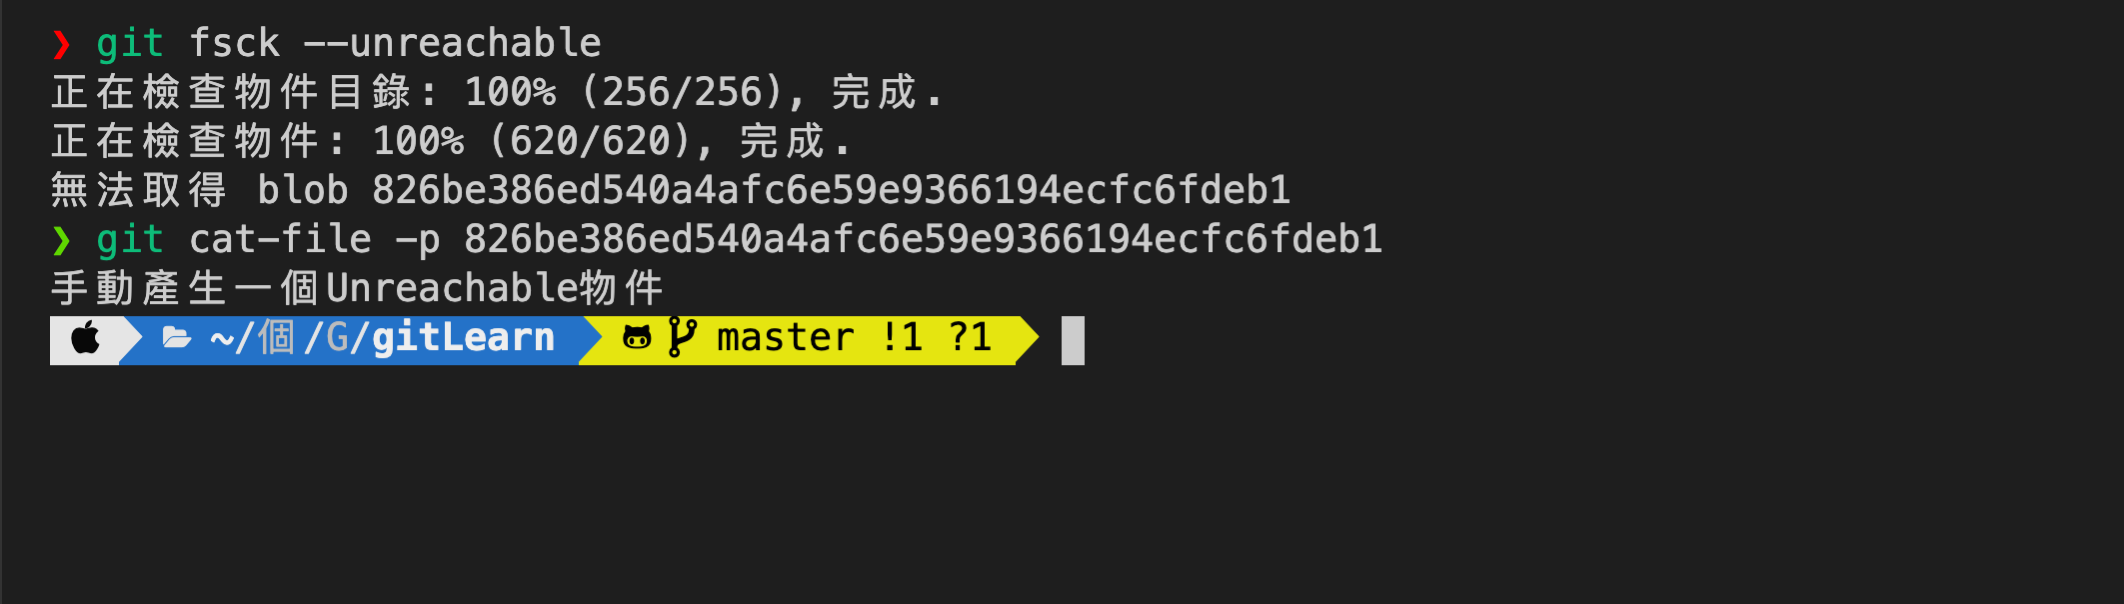 ❯ git fsck --unreachable
正在檢查物件目錄: 100% (256/256), 完成.
正在檢查物件: 100% (620/620), 完成.
無法取得 blob 826be386ed540a4afc6e59e9366194ecfc6fdeb1
❯ git cat-file -p 826be386ed540a4afc6e59e9366194ecfc6fdeb1
手動產生一個Unreachable物件
~/個/G/gitLearn master !1 ?1